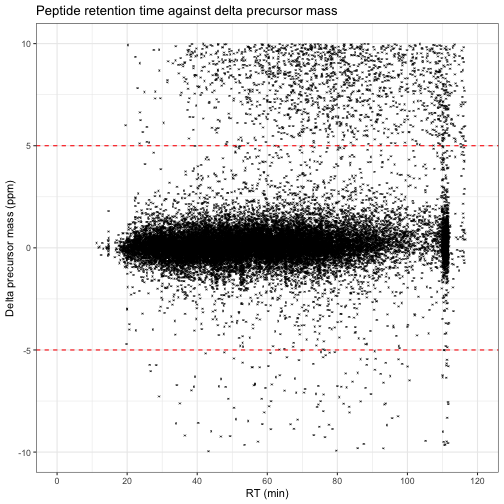 Peptide retention time against delta precursor mass
Delta precursor mass (ppm)
10
5
0
-5
-10
0 20 40 60 80 100 120
RT (min)